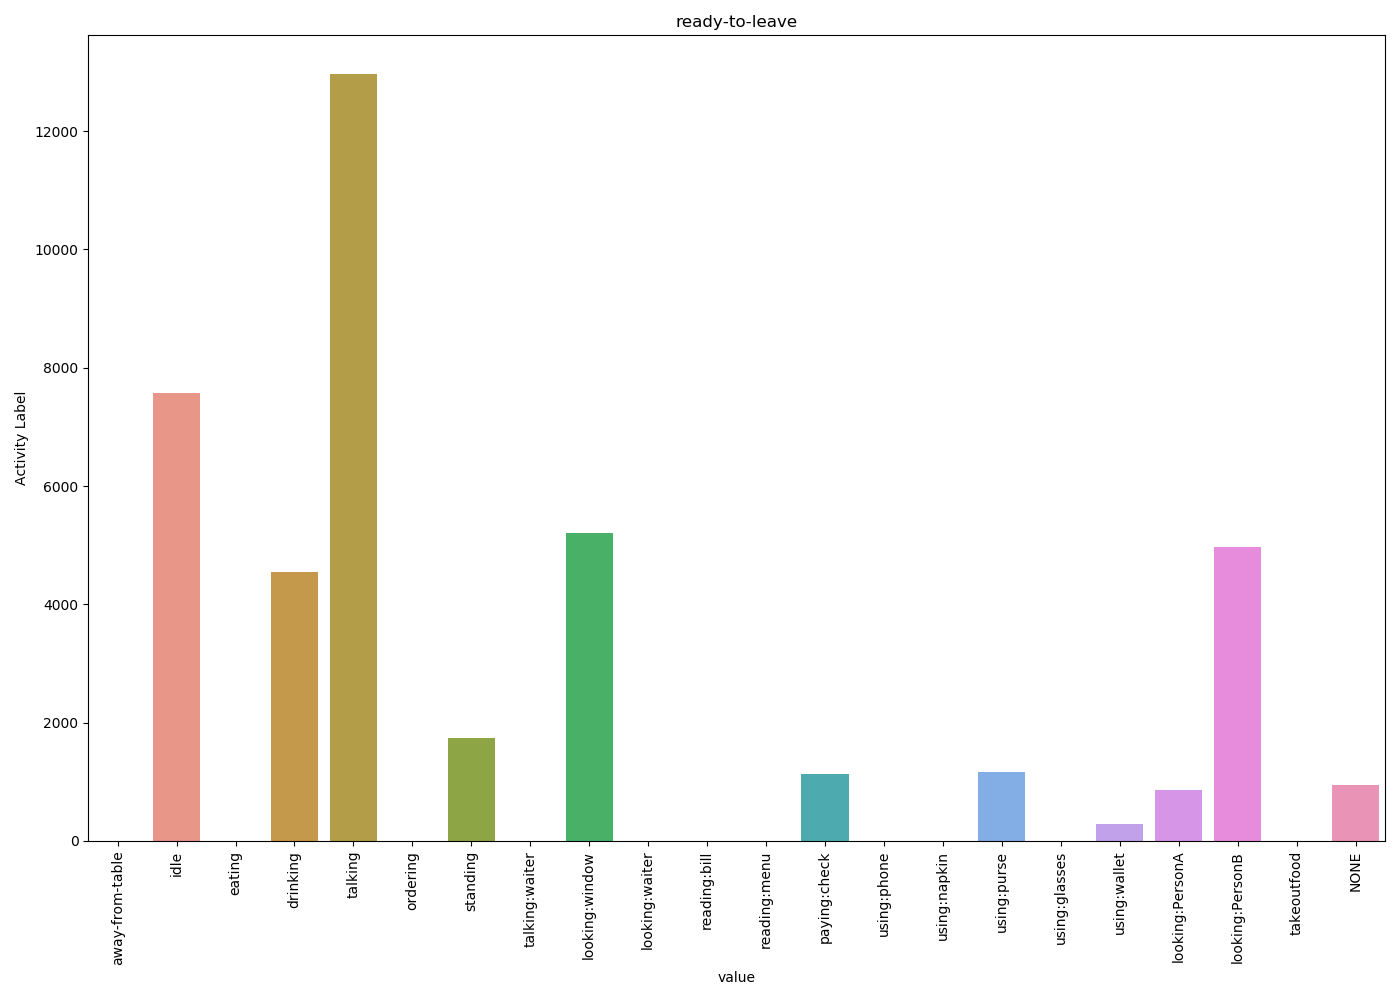 ready-to-leave
12000
10000
8000
6000
4000
2000
0
Activity Label
away-from-table
idle
eating
drinking
talking
ordering
standing
talking:waiter
looking:window
looking:waiter
reading:bill
reading:menu
paying:check
using:phone
using:napkin
using:purse
using:glasses
using:wallet
looking:PersonA
looking:PersonB
takeoutfood
NONE
value